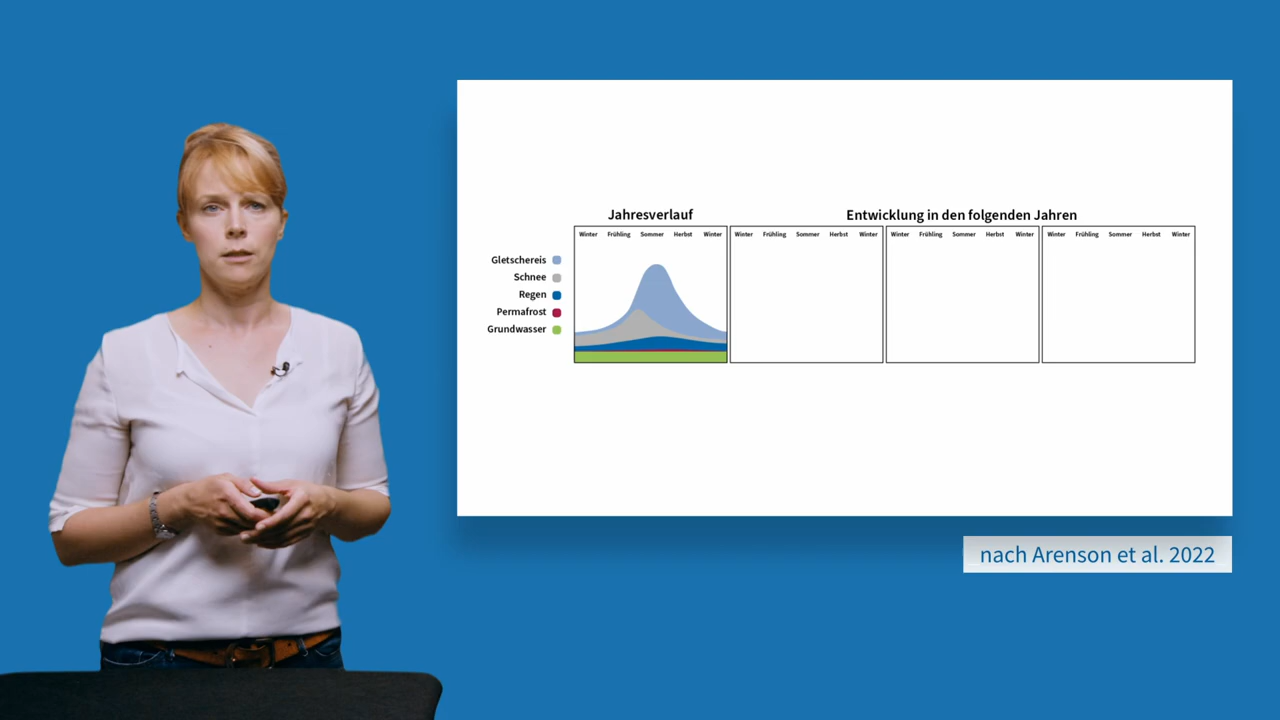 Jahresverlauf
Entwicklung in den folgenden Jahren
Winter Frühling Sommer Herbst Winter
Winter Frühling Sommer Herbst Winter
Winter Frühling Sommer Herbst Winter
Winter Frühling Sommer Herbst Winter
Gletschereis
Schnee
Regen
Permafrost
Grundwasser
nach Arenson et al. 2022